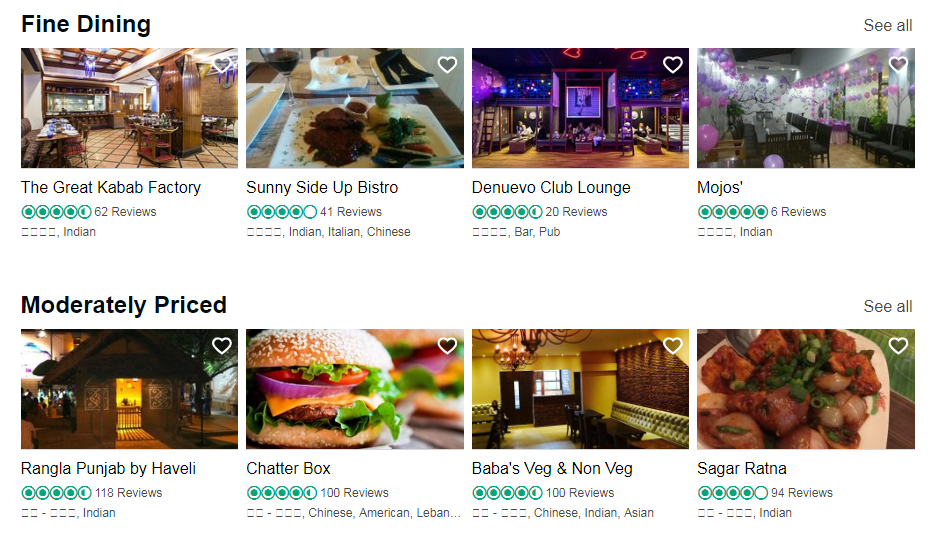 Fine Dining
See all
The Great Kabab Factory
62 Reviews
□□□□, Indian
Sunny Side Up Bistro
41 Reviews
□□□□, Indian, Italian, Chinese
Denuevo Club Lounge
20 Reviews
□□□□, Bar, Pub
Mojos'
6 Reviews
□□□□, Indian
Moderately Priced
See all
Rangla Punjab by Haveli
118 Reviews
□□ - □□□, Indian
Chatter Box
100 Reviews
□□ - □□□, Chinese, American, Leban...
Baba's Veg & Non Veg
100 Reviews
□□ - □□□, Chinese, Indian, Asian
Sagar Ratna
94 Reviews
□□ - □□□, Indian